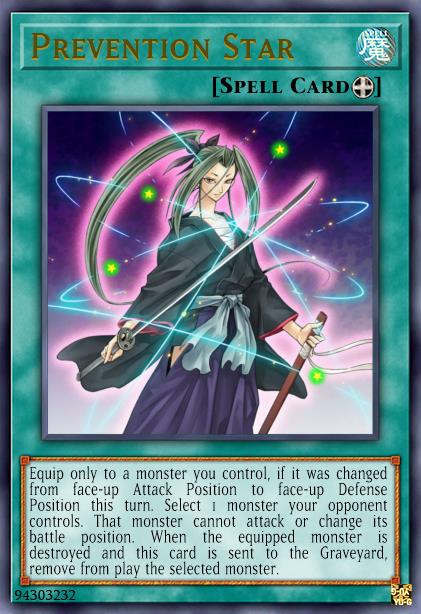 PREVENTION STAR
SPELL
魔
[SPELL CARD]
Equip only to a monster you control, if it was changed
from face-up Attack Position to face-up Defense
Position this turn. Select 1 monster your opponent
controls. That monster cannot attack or change its
battle position. When the equipped monster is
destroyed and this card is sent to the Graveyard,
remove from play the selected monster.
94303232